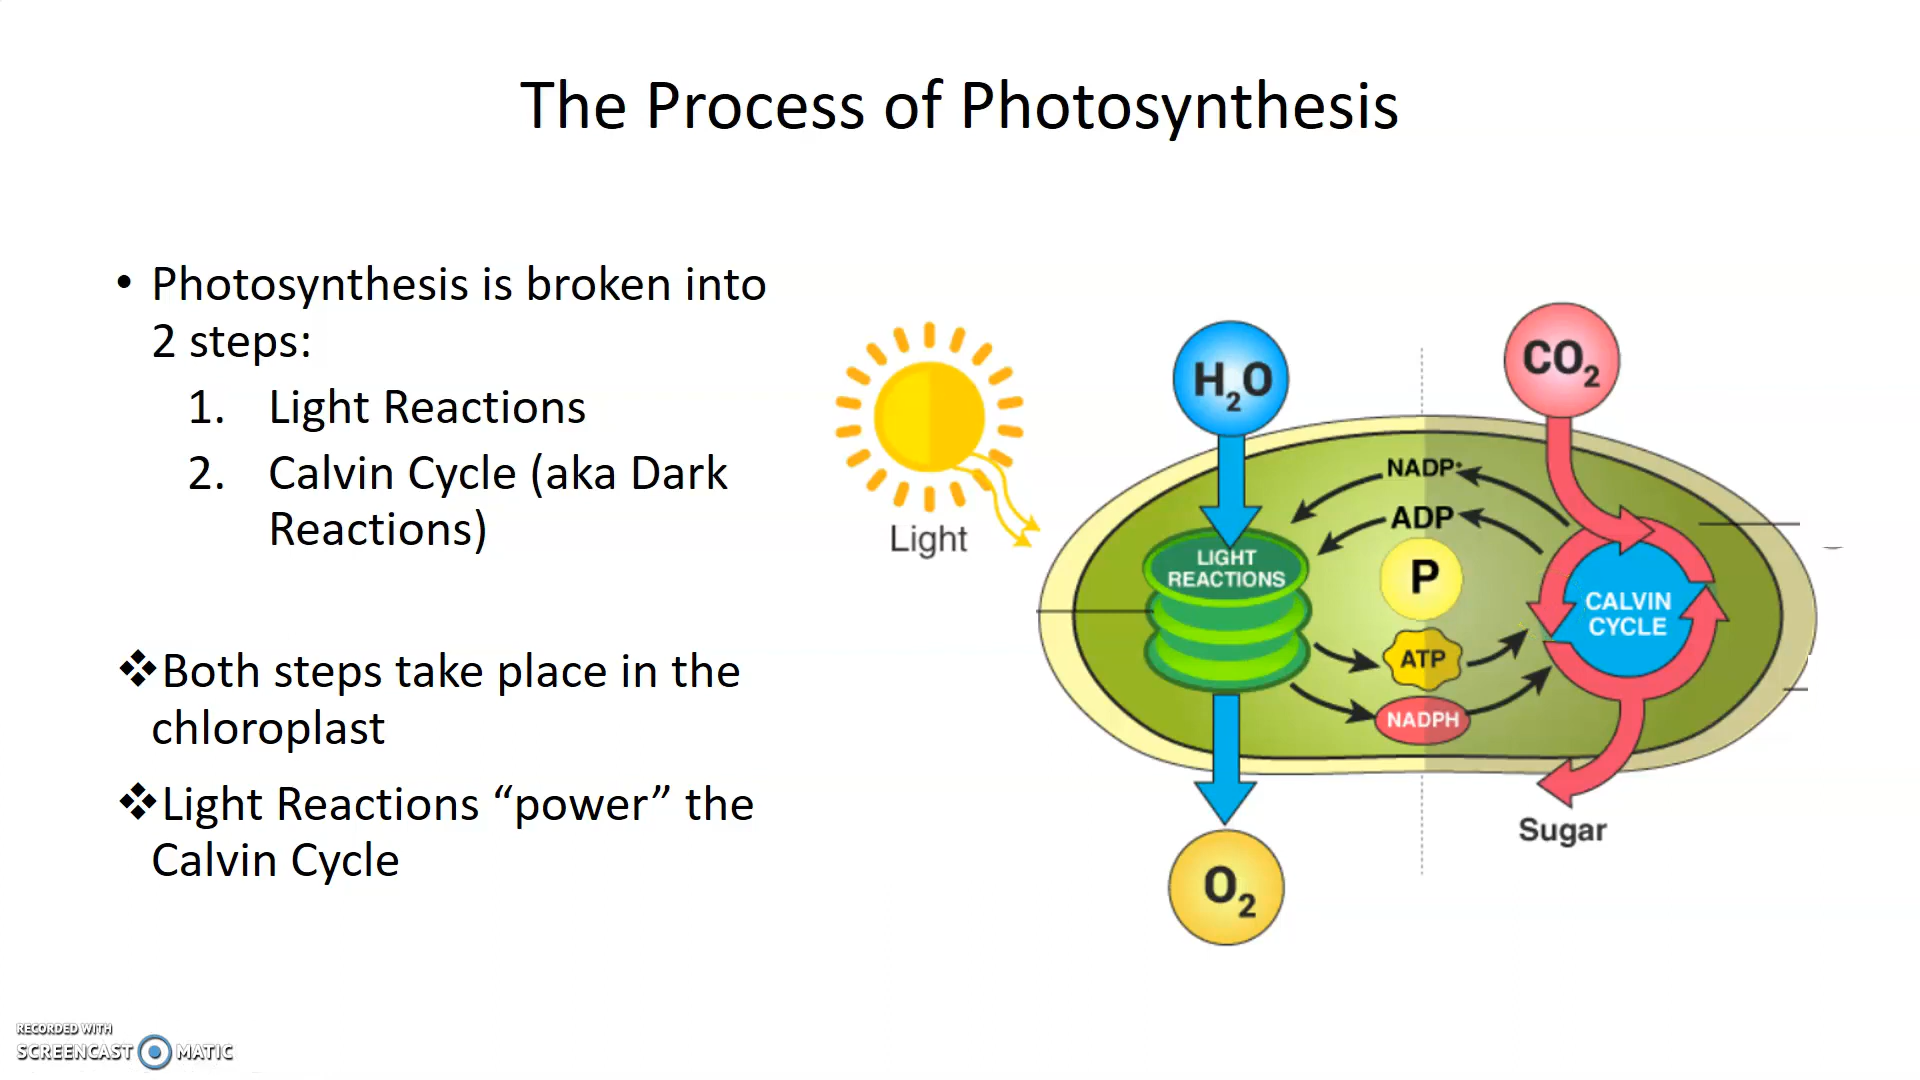 The Process of Photosynthesis
• Photosynthesis is broken into
2 steps:
1. Light Reactions
2. Calvin Cycle (aka Dark
Reactions)
❖Both steps take place in the
chloroplast
❖Light Reactions “power” the
Calvin Cycle
Light
H₂O
CO₂
NADP⁺
ADP
P
ATP
NADPH
LIGHT
REACTIONS
CALVIN
CYCLE
O₂
Sugar
RECORDED WITH
SCREENCAST MATIC